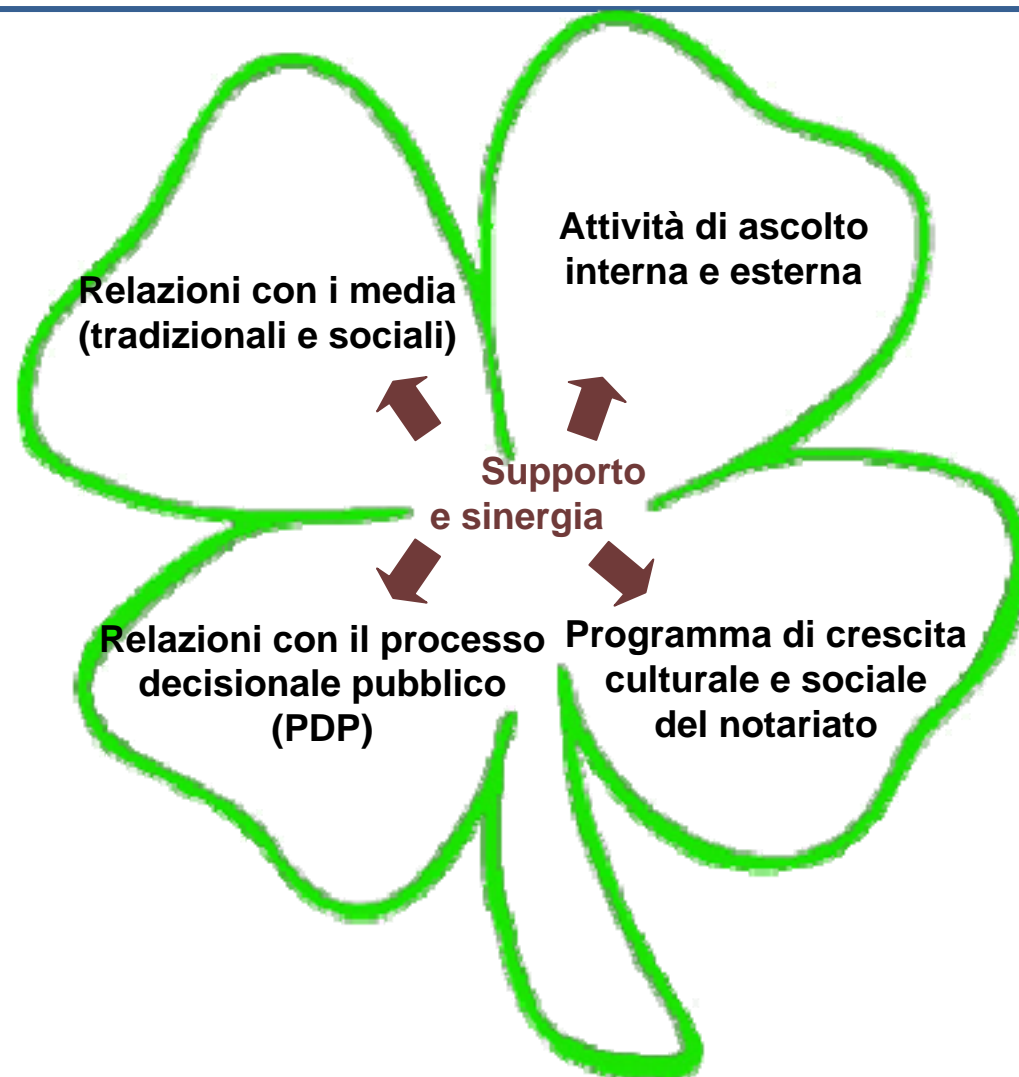 Attività di ascolto
interna e esterna
Relazioni con i media
(tradizionali e sociali)
Supporto
e sinergia
Relazioni con il processo
decisionale pubblico
(PDP)
Programma di crescita
culturale e sociale
del notariato